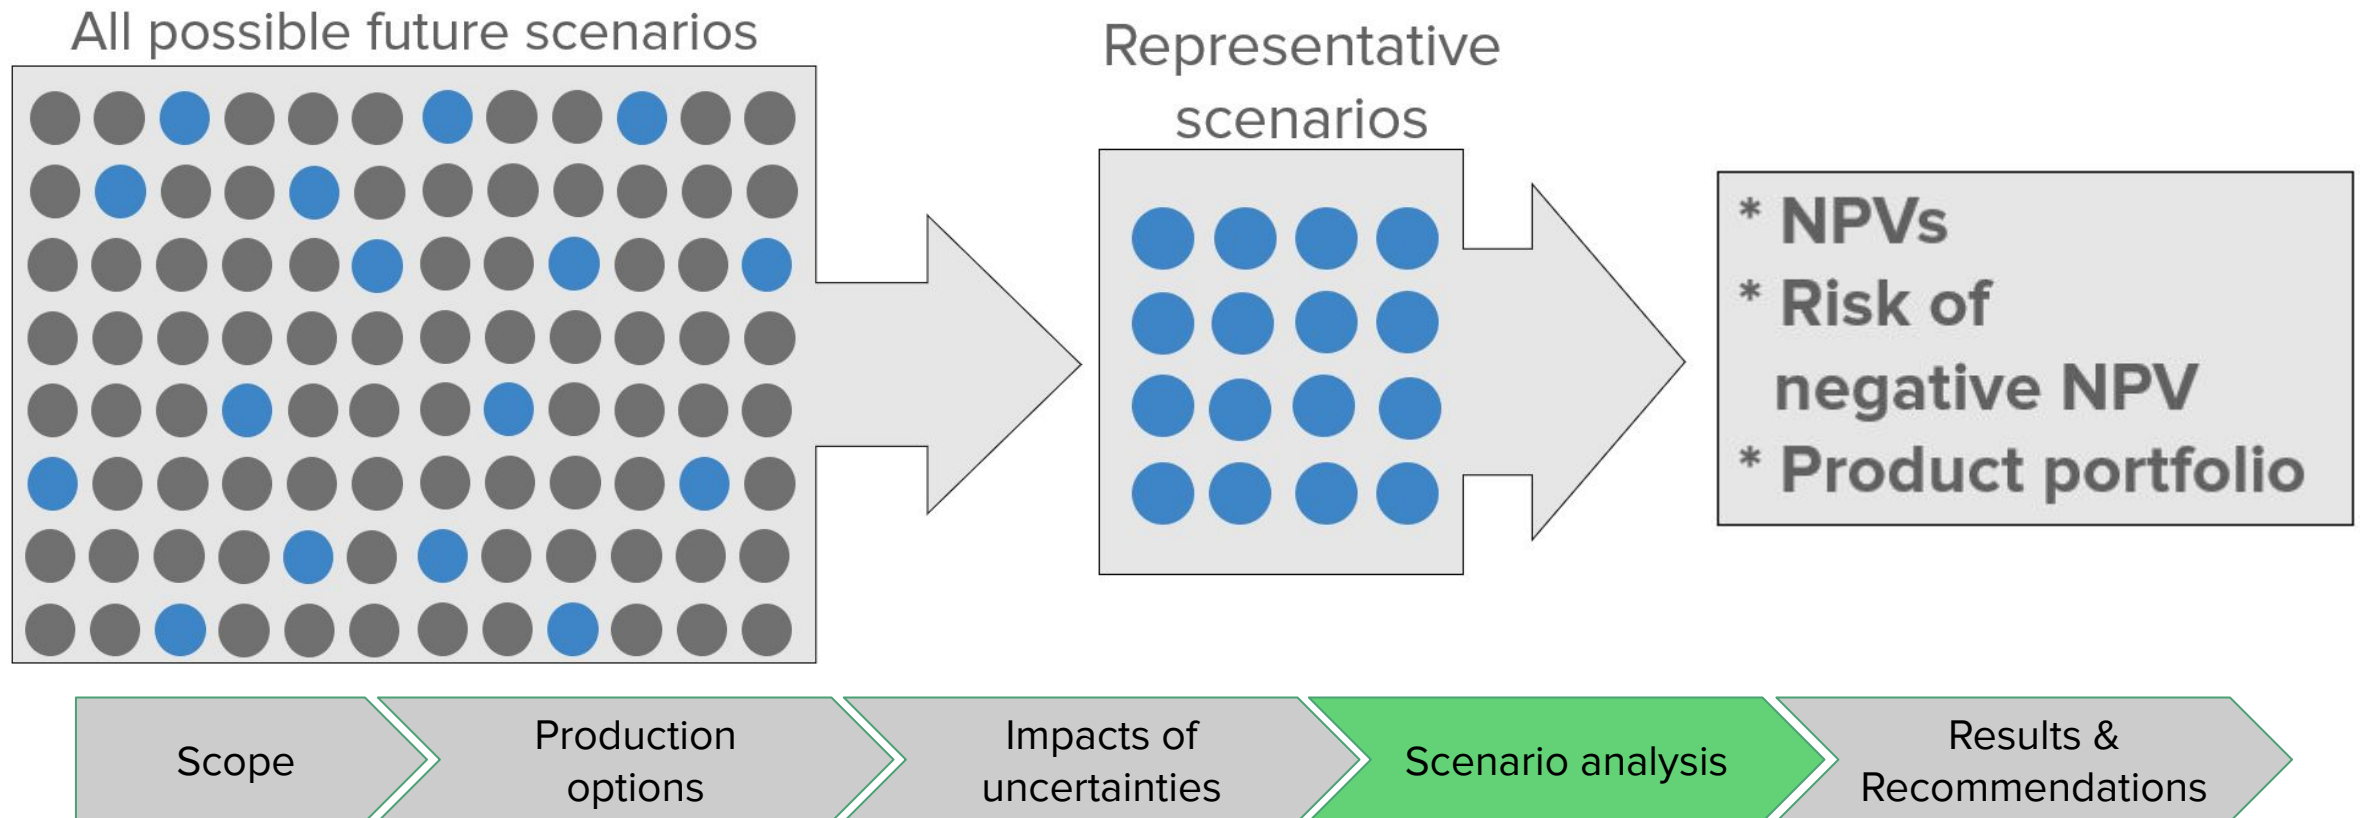 All possible future scenarios
Representative
scenarios
* NPVs
* Risk of
negative NPV
* Product portfolio
Scope
Production
options
Impacts of
uncertainties
Scenario analysis
Results &
Recommendations